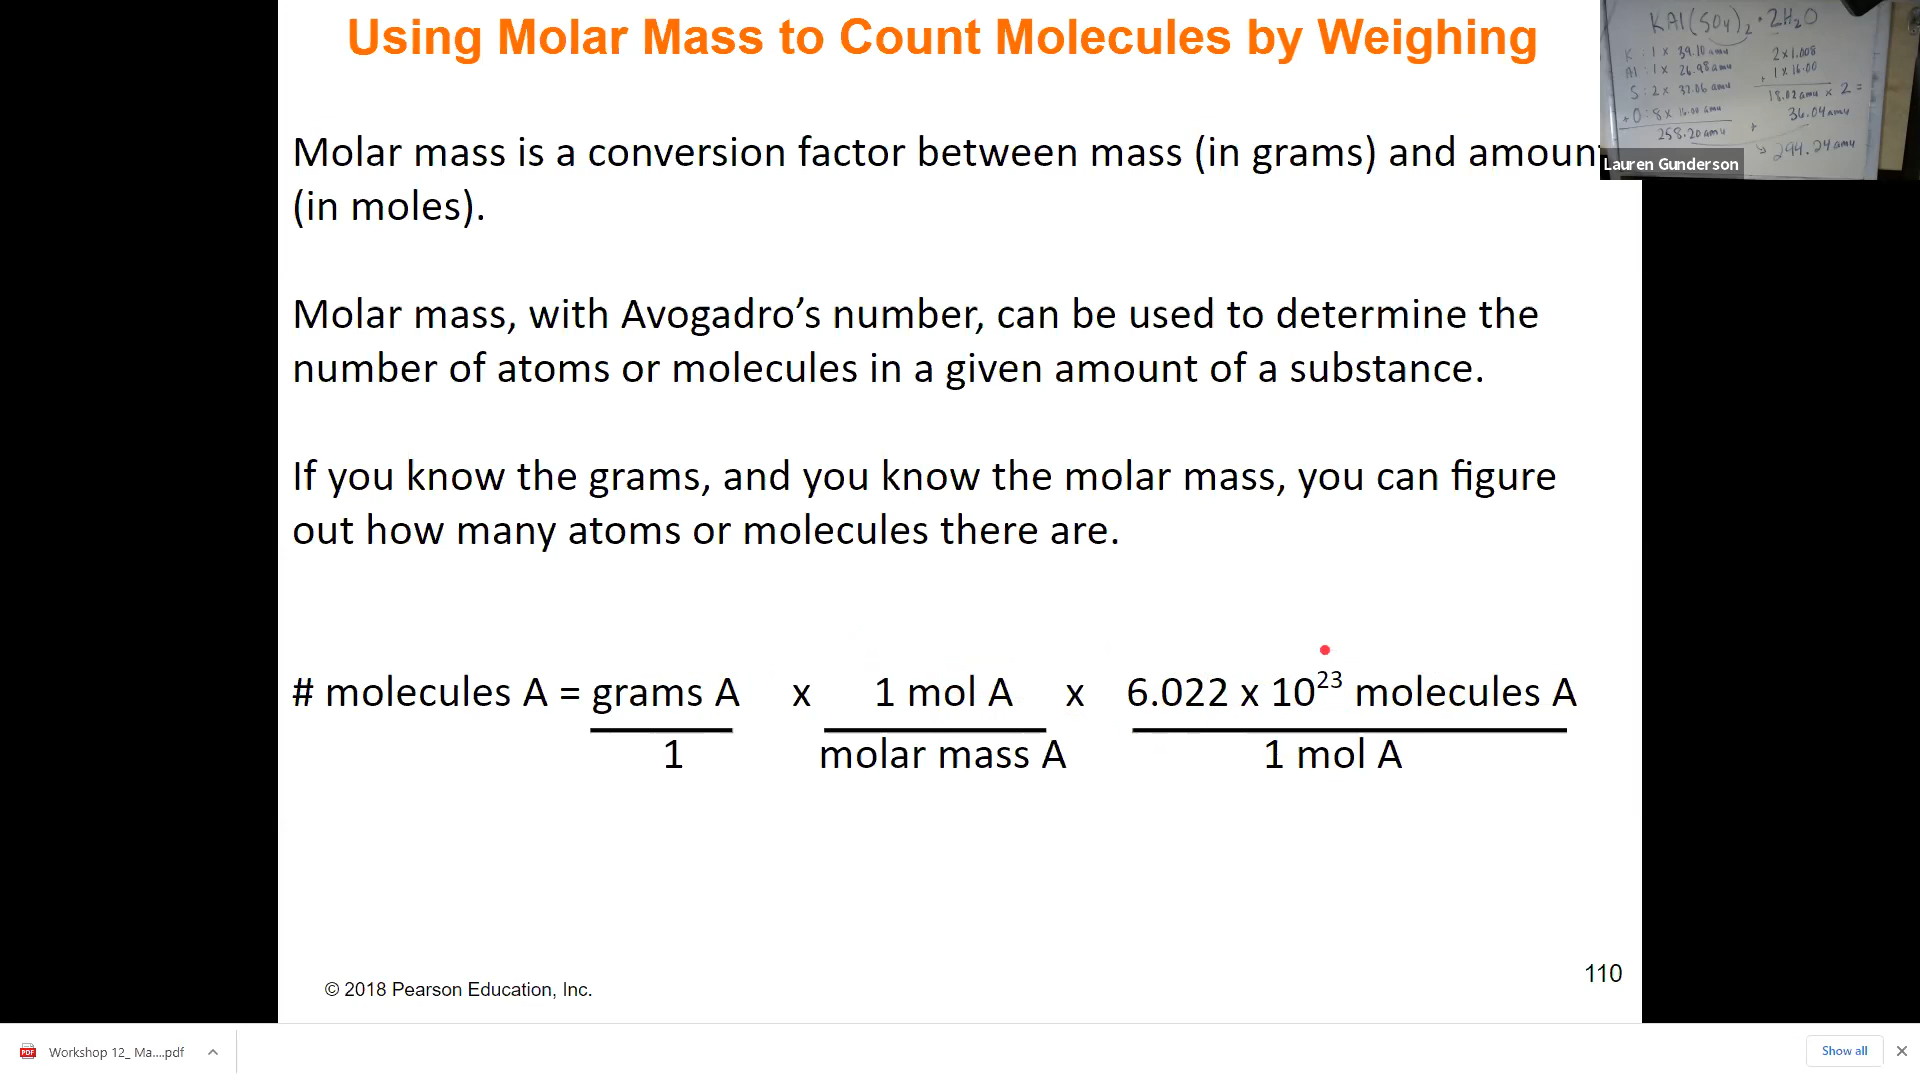 Using Molar Mass to Count Molecules by Weighing
Molar mass is a conversion factor between mass (in grams) and amoun
(in moles).
Molar mass, with Avogadro’s number, can be used to determine the
number of atoms or molecules in a given amount of a substance.
If you know the grams, and you know the molar mass, you can figure
out how many atoms or molecules there are.
# molecules A = grams A x 1 mol A x 6.022 x 10²³ molecules A
1 molar mass A 1 mol A
© 2018 Pearson Education, Inc.
110
KAl(SO₄)₂ · 2H₂O
K : 1 x 39.10 amu
Al : 1 x 26.98 amu
S : 2 x 32.06 amu
+ O : 8 x 16.00 amu
258.20 amu
2 x 1.008
+ 1 x 16.00
18.02 amu x 2 =
36.04 amu
+
294.24 amu
Lauren Gunderson
PDF
Workshop 12_ Ma....pdf
Show all